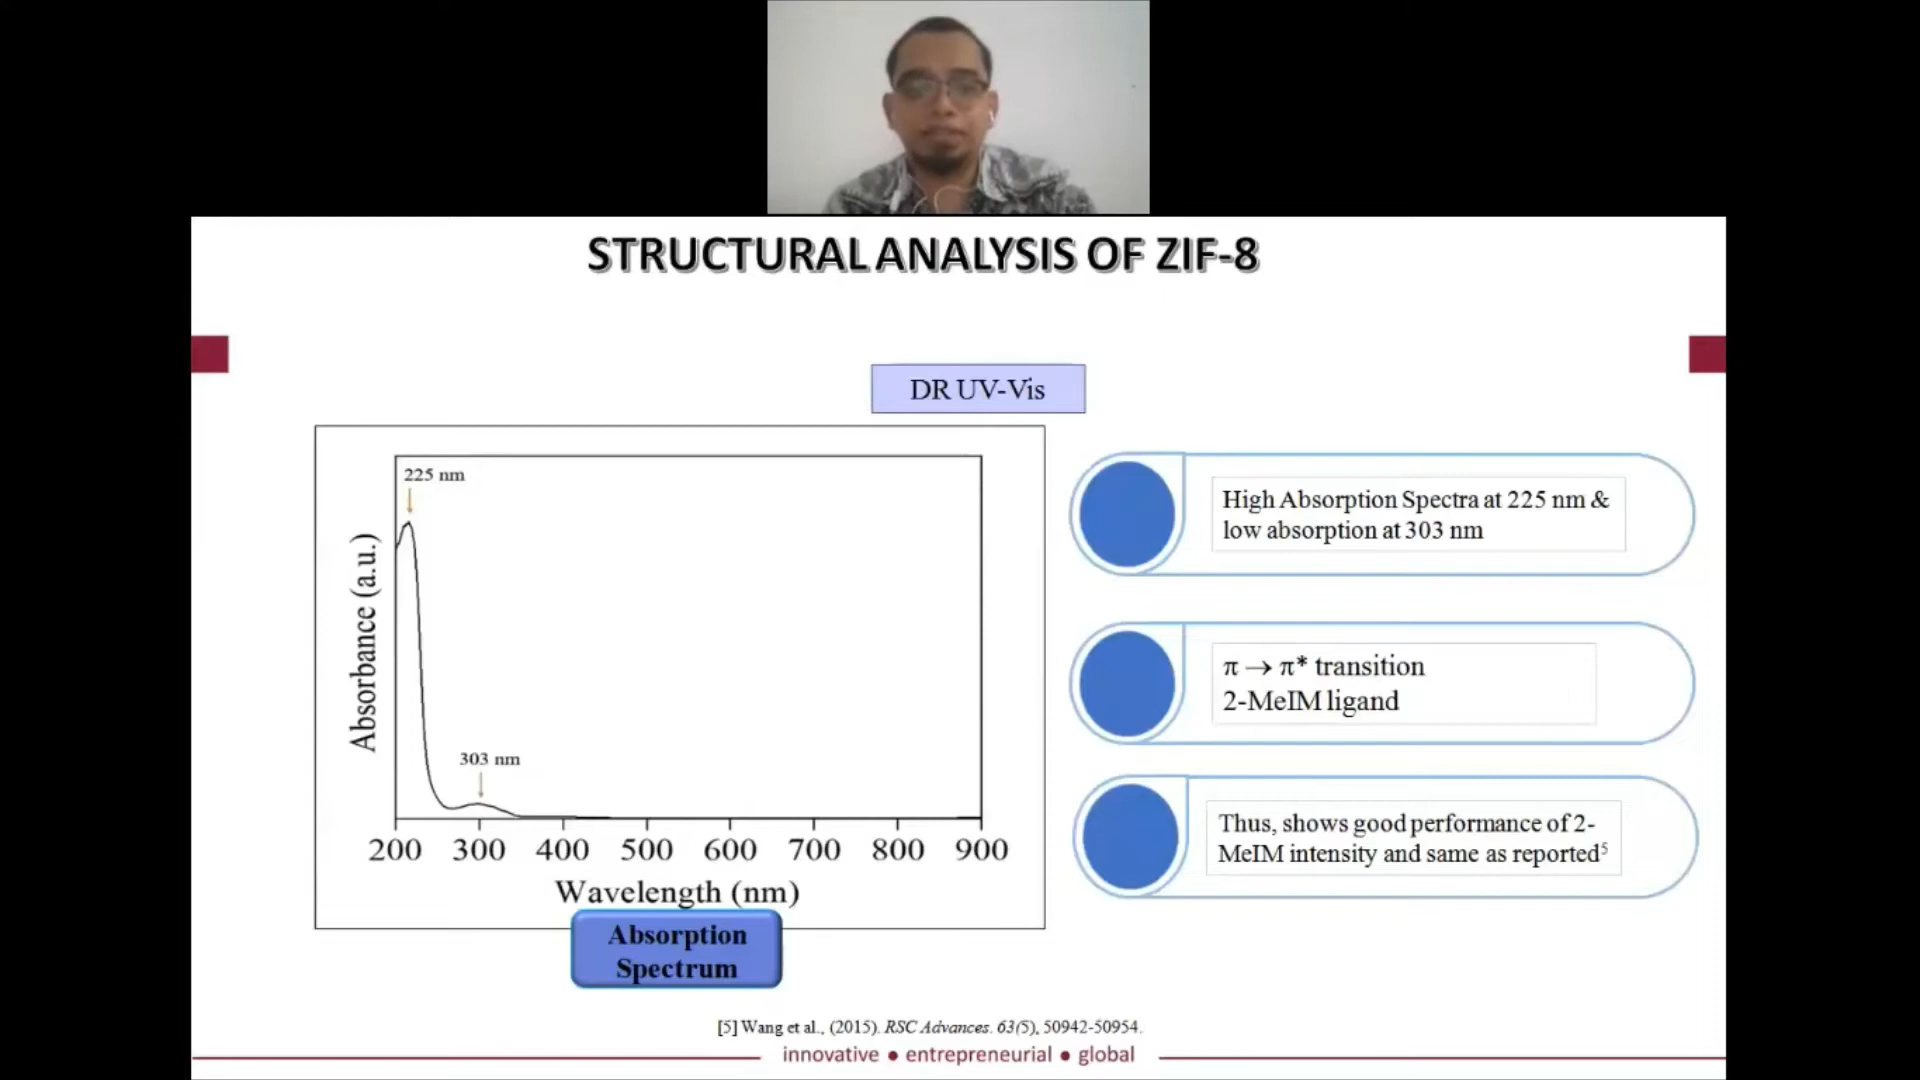 STRUCTURAL ANALYSIS OF ZIF-8
DR UV-Vis
225 nm
303 nm
Absorbance (a.u.)
200 300 400 500 600 700 800 900
Wavelength (nm)
Absorption
Spectrum
High Absorption Spectra at 225 nm &
low absorption at 303 nm
π → π* transition
2-MeIM ligand
Thus, shows good performance of 2-
MeIM intensity and same as reported⁵
[5] Wang et al., (2015). RSC Advances. 63(5), 50942-50954.
innovative ● entrepreneurial ● global